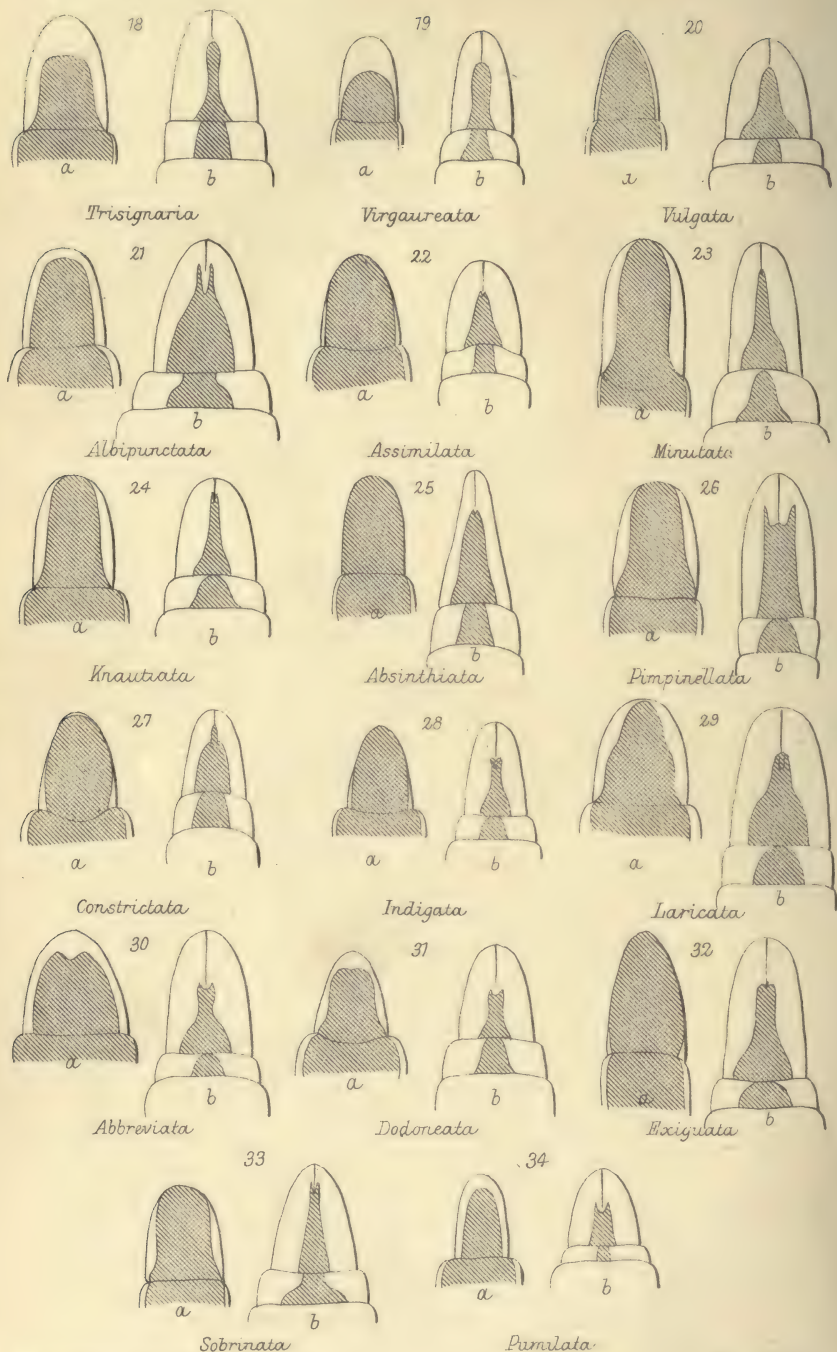 18 19 20
a b a b a b
Trisignaria Virgaureata Vulgata
21 22 23
a b a b a b
Albipunctata Assimilata Minutata
24 25 26
a b a b a b
Knautiata Absinthiata Pimpinellata
27 28 29
a b a b a b
Constrictata Indigata Laricata
30 31 32
a b a b a b
Abbreviata Dodoneata Exiguata
33 34
a b a b
Sobrinata Pumilata